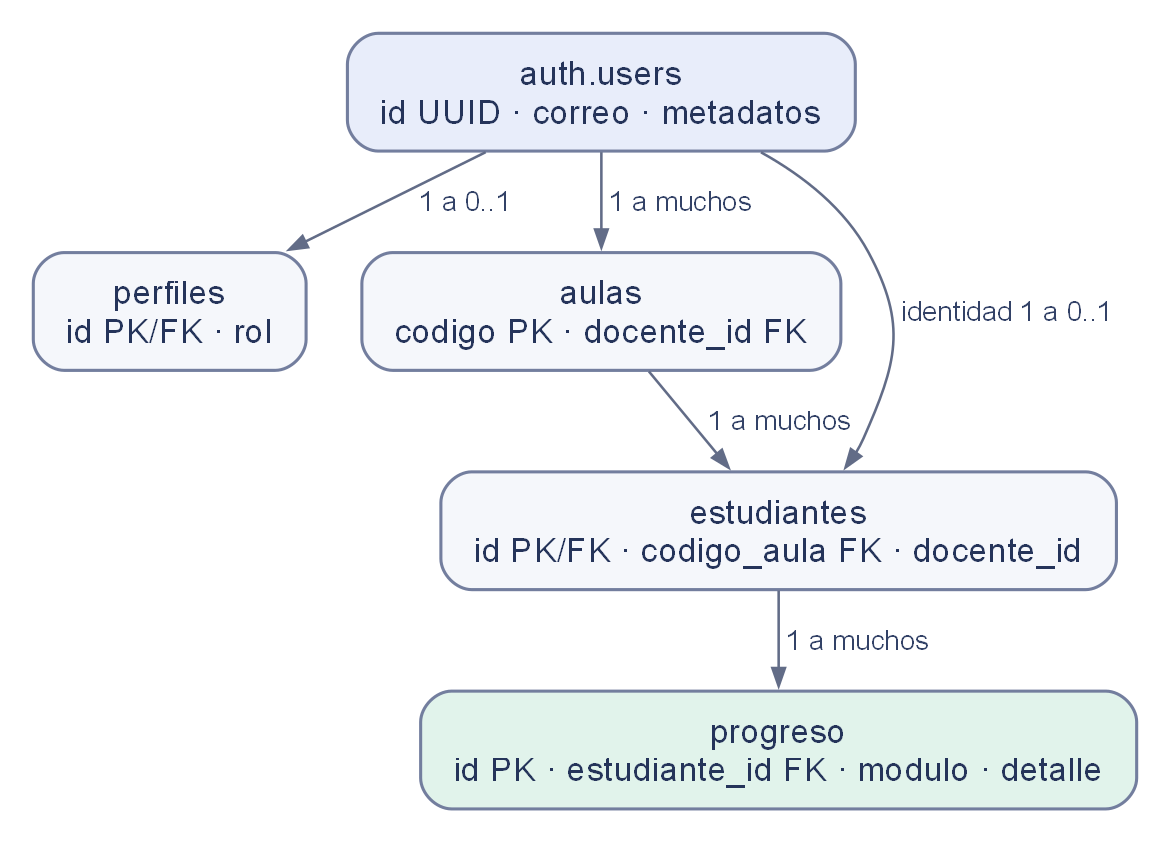 auth.users
id UUID · correo · metadatos
1 a 0..1
1 a muchos
perfiles
id PK/FK · rol
aulas
codigo PK · docente_id FK
identidad 1 a 0..1
1 a muchos
estudiantes
id PK/FK · codigo_aula FK · docente_id
1 a muchos
progreso
id PK · estudiante_id FK · modulo · detalle